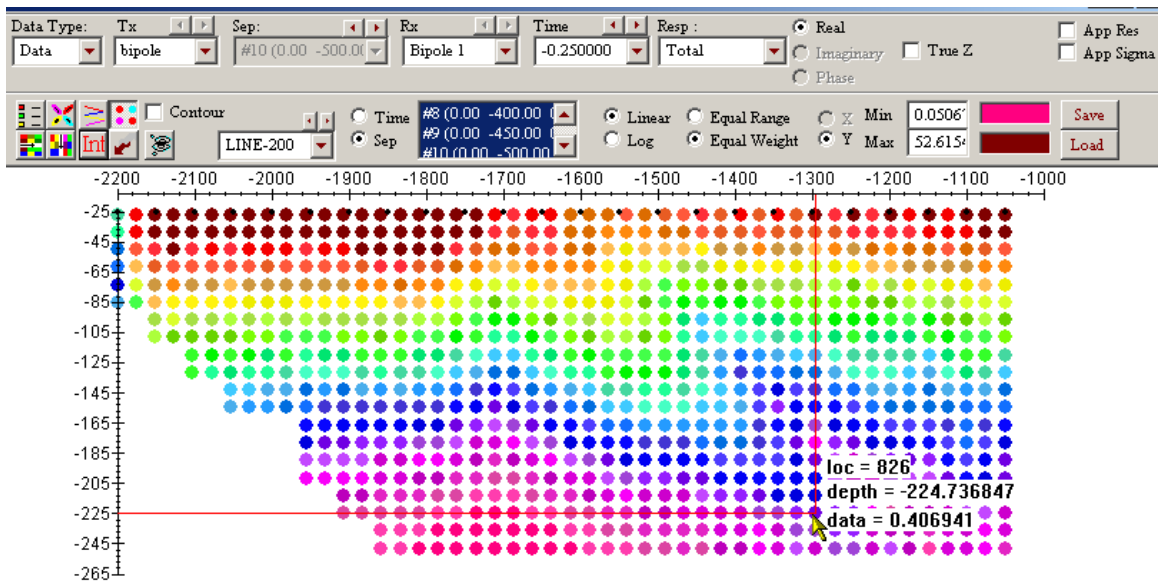 Data Type: Tx Sep: Rx Time Resp :
Data bipole #10 (0.00 -500.00 Bipole 1 -0.250000 Total
Real
Imaginary
Phase
True Z
App Res
App Sigma
Contour
LINE-200
Int
Time
Sep
#8 (0.00 -400.00
#9 (0.00 -450.00
#10 (0.00 -500.00
Linear
Log
Equal Range
Equal Weight
X
Y
Min 0.0506
Max 52.615
Save
Load
-2200 -2100 -2000 -1900 -1800 -1700 -1600 -1500 -1400 -1300 -1200 -1100 -1000
-25
-45
-65
-85
-105
-125
-145
-165
-185
-205
-225
-245
-265
loc = 826
depth = -224.736847
data = 0.406941